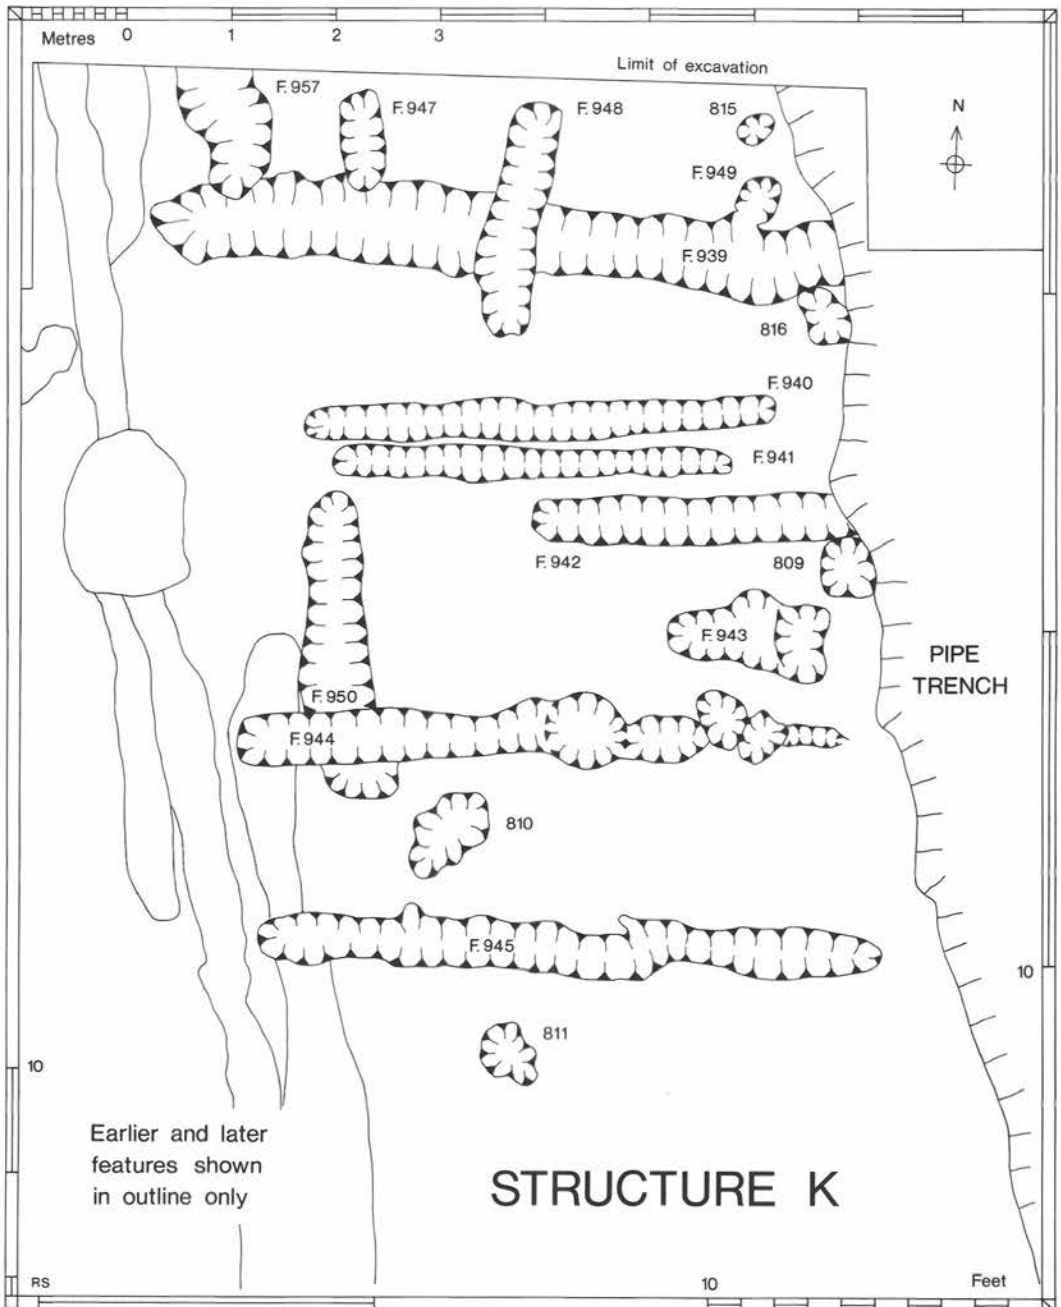 Metres 0 1 2 3
Limit of excavation
F.957
F.947
F.948
815
N
F.949
F.939
816
F.940
F.941
F.942
809
F.943
PIPE
TRENCH
F.950
F.944
810
F.945
10
811
10
Earlier and later
features shown
in outline only
STRUCTURE K
RS
10
Feet